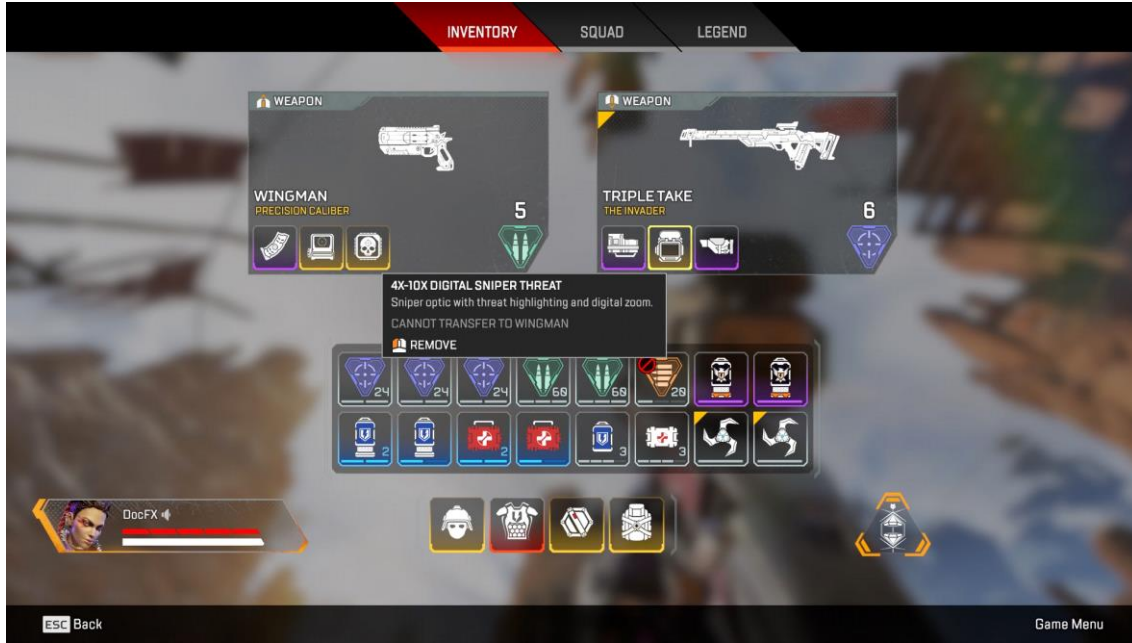 INVENTORY
SQUAD
LEGEND
WEAPON
WINGMAN
PRECISION CALIBER
5
WEAPON
TRIPLE TAKE
THE INVADER
6
4X-10X DIGITAL SNIPER THREAT
Sniper optic with threat highlighting and digital zoom.
CANNOT TRANSFER TO WINGMAN
REMOVE
24 24 24 60 60 20
2 2 3 3
DocFX
ESC Back
Game Menu